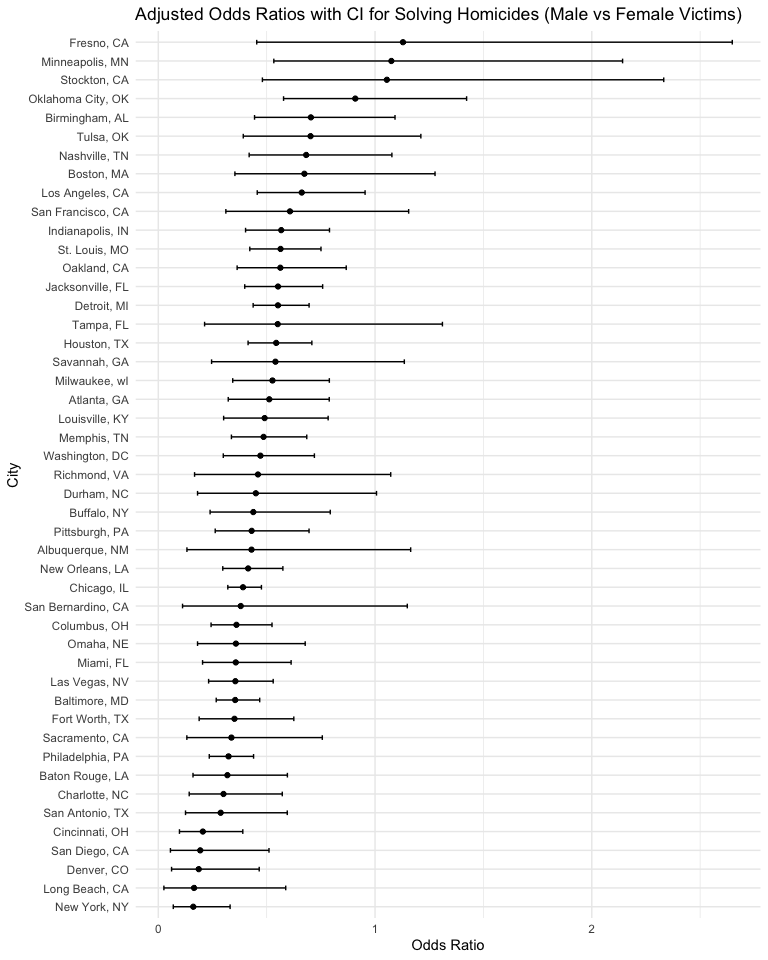 Adjusted Odds Ratios with CI for Solving Homicides (Male vs Female Victims)
Fresno, CA
Minneapolis, MN
Stockton, CA
Oklahoma City, OK
Birmingham, AL
Tulsa, OK
Nashville, TN
Boston, MA
Los Angeles, CA
San Francisco, CA
Indianapolis, IN
St. Louis, MO
Oakland, CA
Jacksonville, FL
Detroit, MI
Tampa, FL
Houston, TX
Savannah, GA
Milwaukee, wI
Atlanta, GA
Louisville, KY
Memphis, TN
Washington, DC
Richmond, VA
Durham, NC
Buffalo, NY
Pittsburgh, PA
Albuquerque, NM
New Orleans, LA
Chicago, IL
San Bernardino, CA
Columbus, OH
Omaha, NE
Miami, FL
Las Vegas, NV
Baltimore, MD
Fort Worth, TX
Sacramento, CA
Philadelphia, PA
Baton Rouge, LA
Charlotte, NC
San Antonio, TX
Cincinnati, OH
San Diego, CA
Denver, CO
Long Beach, CA
New York, NY
City
0 1 2
Odds Ratio